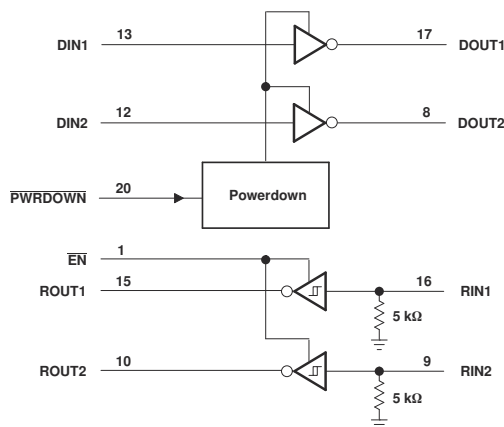 DIN1 13 17 DOUT1
DIN2 12 8 DOUT2
PWRDOWN 20 Powerdown
EN 1
ROUT1 15 16 RIN1
5 kΩ
ROUT2 10 9 RIN2
5 kΩ